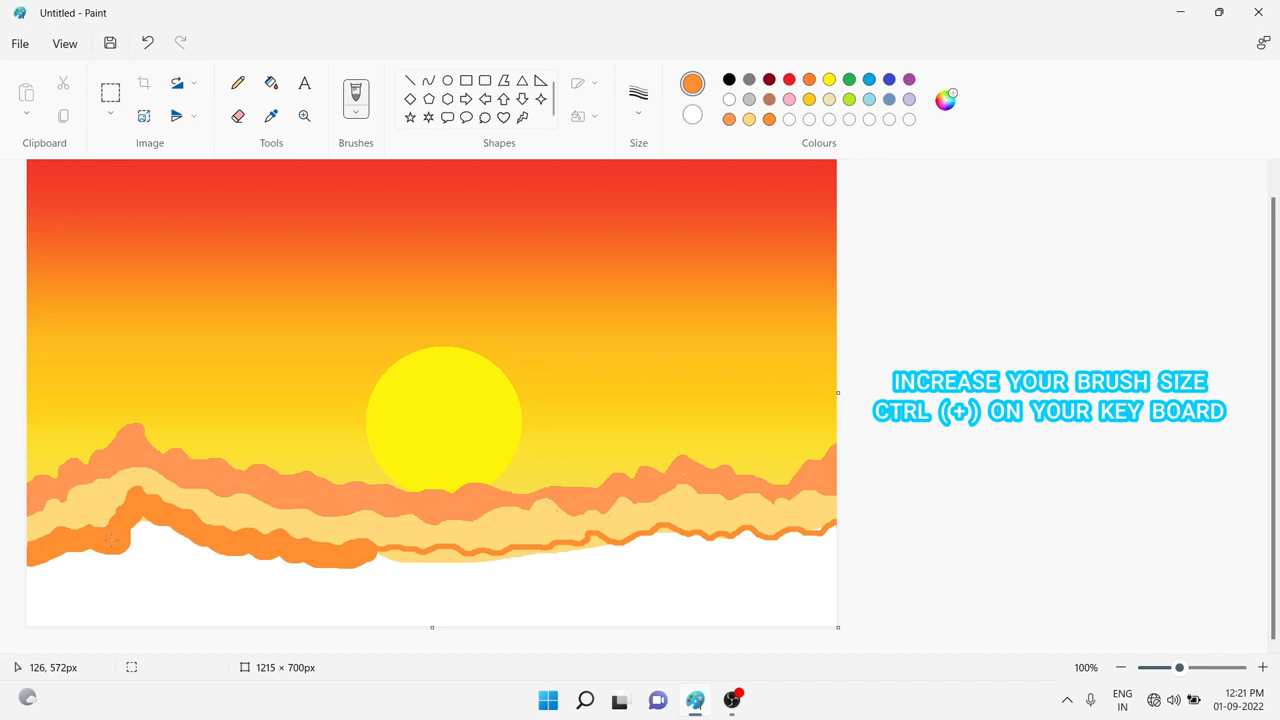 Untitled - Paint
File View
Clipboard Image Tools Brushes Shapes Size Colours
INCREASE YOUR BRUSH SIZE
CTRL (+) ON YOUR KEY BOARD
126, 572px 1215 × 700px 100%
ENG 12:21 PM
IN 01-09-2022